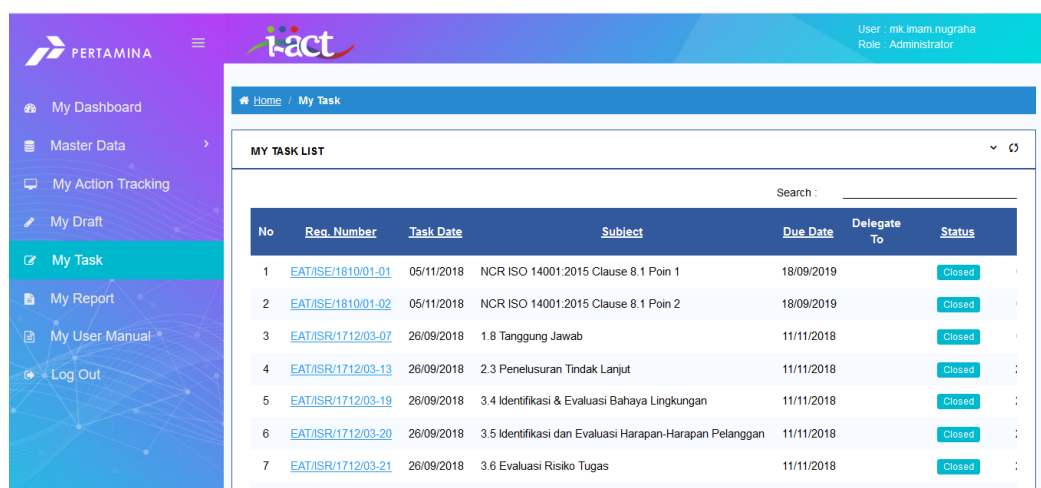 PERTAMINA
i-act
User : mk.imam.nugraha
Role : Administrator
My Dashboard
Master Data
My Action Tracking
My Draft
My Task
My Report
My User Manual
Log Out
Home / My Task
MY TASK LIST
Search :
No Reg. Number Task Date Subject Due Date Delegate To Status
1 EAT/ISE/1810/01-01 05/11/2018 NCR ISO 14001:2015 Clause 8.1 Poin 1 18/09/2019 Closed
2 EAT/ISE/1810/01-02 05/11/2018 NCR ISO 14001:2015 Clause 8.1 Poin 2 18/09/2019 Closed
3 EAT/ISR/1712/03-07 26/09/2018 1.8 Tanggung Jawab 11/11/2018 Closed
4 EAT/ISR/1712/03-13 26/09/2018 2.3 Penelusuran Tindak Lanjut 11/11/2018 Closed
5 EAT/ISR/1712/03-19 26/09/2018 3.4 Identifikasi & Evaluasi Bahaya Lingkungan 11/11/2018 Closed
6 EAT/ISR/1712/03-20 26/09/2018 3.5 Identifikasi dan Evaluasi Harapan-Harapan Pelanggan 11/11/2018 Closed
7 EAT/ISR/1712/03-21 26/09/2018 3.6 Evaluasi Risiko Tugas 11/11/2018 Closed